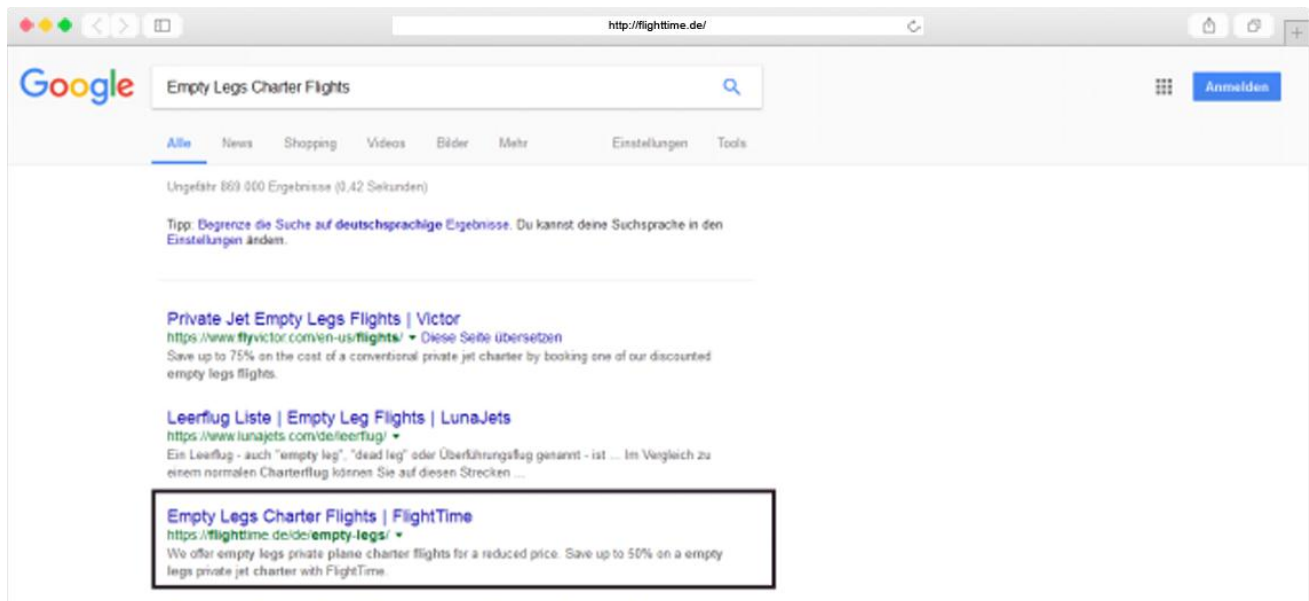 http://flighttime.de/
Google
Empty Legs Charter Flights
Anmelden
Alle News Shopping Videos Bilder Mehr Einstellungen Tools
Ungefähr 869 000 Ergebnisse (0,42 Sekunden)
Tipp: Begrenze die Suche auf deutschsprachige Ergebnisse. Du kannst deine Suchsprache in den
Einstellungen ändern.
Private Jet Empty Legs Flights | Victor
https://www.flyvictor.com/en-us/flights/ ▾ Diese Seite übersetzen
Save up to 75% on the cost of a conventional private jet charter by booking one of our discounted
empty legs flights.
Leerflug Liste | Empty Leg Flights | LunaJets
https://www.lunajets.com/de/leerflug/ ▾
Ein Leerflug - auch "empty leg", "dead leg" oder Überführungsflug genannt - ist ... Im Vergleich zu
einem normalen Charterflug können Sie auf diesen Strecken ...
Empty Legs Charter Flights | FlightTime
https://flighttime.de/de/empty-legs/ ▾
We offer empty legs private plane charter flights for a reduced price. Save up to 50% on a empty
legs private jet charter with FlightTime.